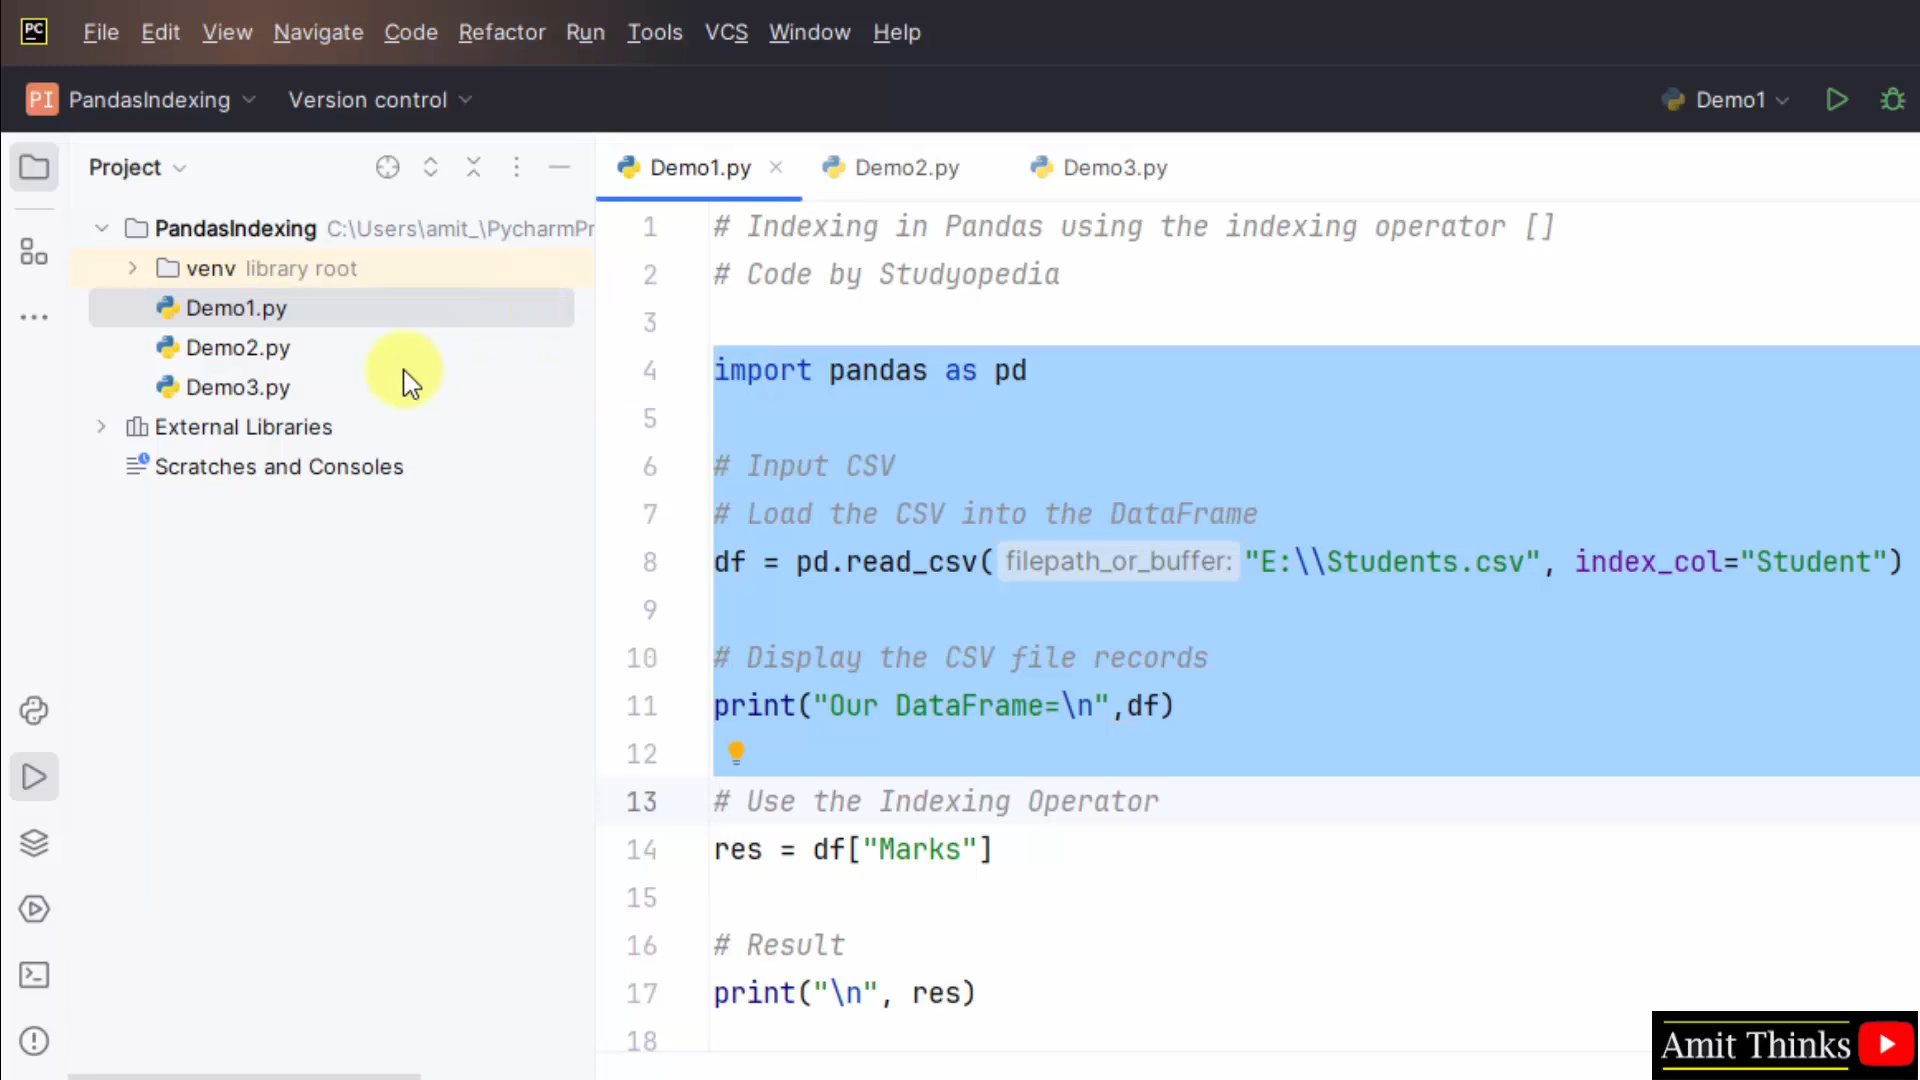 PC File Edit View Navigate Code Refactor Run Tools VCS Window Help
PI PandasIndexing Version control Demo1
Project
PandasIndexing C:\Users\amit_\PycharmPr
venv library root
Demo1.py
Demo2.py
Demo3.py
External Libraries
Scratches and Consoles
Demo1.py Demo2.py Demo3.py
1 # Indexing in Pandas using the indexing operator []
2 # Code by Studyopedia
3
4 import pandas as pd
5
6 # Input CSV
7 # Load the CSV into the DataFrame
8 df = pd.read_csv( filepath_or_buffer: "E:\\Students.csv", index_col="Student")
9
10 # Display the CSV file records
11 print("Our DataFrame=\n",df)
12
13 # Use the Indexing Operator
14 res = df["Marks"]
15
16 # Result
17 print("\n", res)
18
Amit Thinks